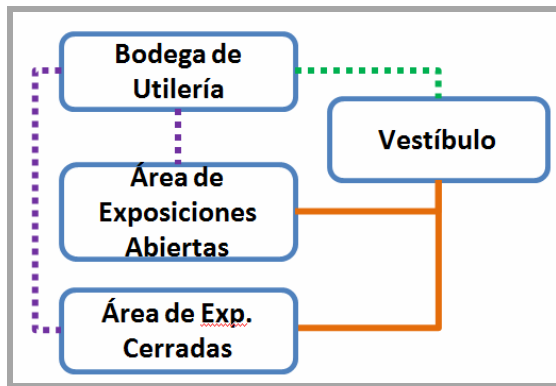 Bodega de
Utilería
Vestíbulo
Área de
Exposiciones
Abiertas
Área de Exp.
Cerradas